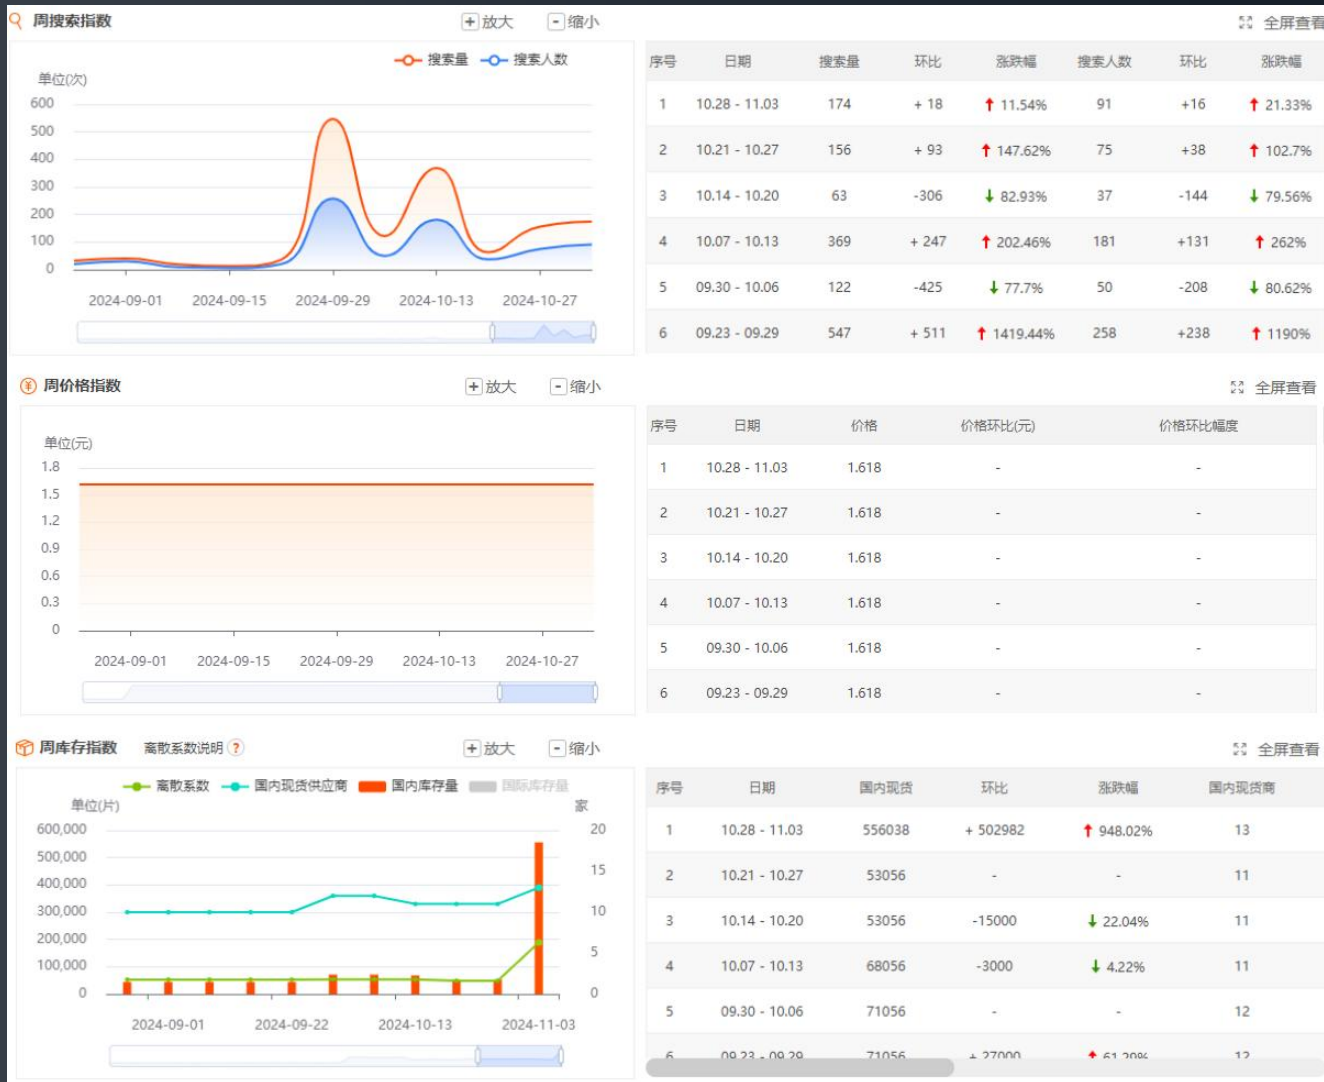 周搜索指数 + 放大 - 缩小 全屏查看
搜索量 搜索人数
单位(次)
600
500
400
300
200
100
0
2024-09-01 2024-09-15 2024-09-29 2024-10-13 2024-10-27
序号 日期 搜索量 环比 涨跌幅 搜索人数 环比 涨跌幅
1 10.28 - 11.03 174 + 18 ↑ 11.54% 91 +16 ↑ 21.33%
2 10.21 - 10.27 156 + 93 ↑ 147.62% 75 +38 ↑ 102.7%
3 10.14 - 10.20 63 -306 ↓ 82.93% 37 -144 ↓ 79.56%
4 10.07 - 10.13 369 + 247 ↑ 202.46% 181 +131 ↑ 262%
5 09.30 - 10.06 122 -425 ↓ 77.7% 50 -208 ↓ 80.62%
6 09.23 - 09.29 547 + 511 ↑ 1419.44% 258 +238 ↑ 1190%
¥ 周价格指数 + 放大 - 缩小 全屏查看
单位(元)
1.8
1.5
1.2
0.9
0.6
0.3
0
2024-09-01 2024-09-15 2024-09-29 2024-10-13 2024-10-27
序号 日期 价格 价格环比(元) 价格环比幅度
1 10.28 - 11.03 1.618 - -
2 10.21 - 10.27 1.618 - -
3 10.14 - 10.20 1.618 - -
4 10.07 - 10.13 1.618 - -
5 09.30 - 10.06 1.618 - -
6 09.23 - 09.29 1.618 - -
周库存指数 离散系数说明 ? + 放大 - 缩小 全屏查看
离散系数 国内现货供应商 国内库存量 国际库存量
单位(片) 家
600,000 20
500,000
400,000 15
300,000 10
200,000 5
100,000
0 0
2024-09-01 2024-09-22 2024-10-13 2024-11-03
序号 日期 国内现货 环比 涨跌幅 国内现货商
1 10.28 - 11.03 556038 + 502982 ↑ 948.02% 13
2 10.21 - 10.27 53056 - - 11
3 10.14 - 10.20 53056 -15000 ↓ 22.04% 11
4 10.07 - 10.13 68056 -3000 ↓ 4.22% 11
5 09.30 - 10.06 71056 - - 12
6 09.23 - 09.29 71056 + 27000 ↑ 61.29% 12